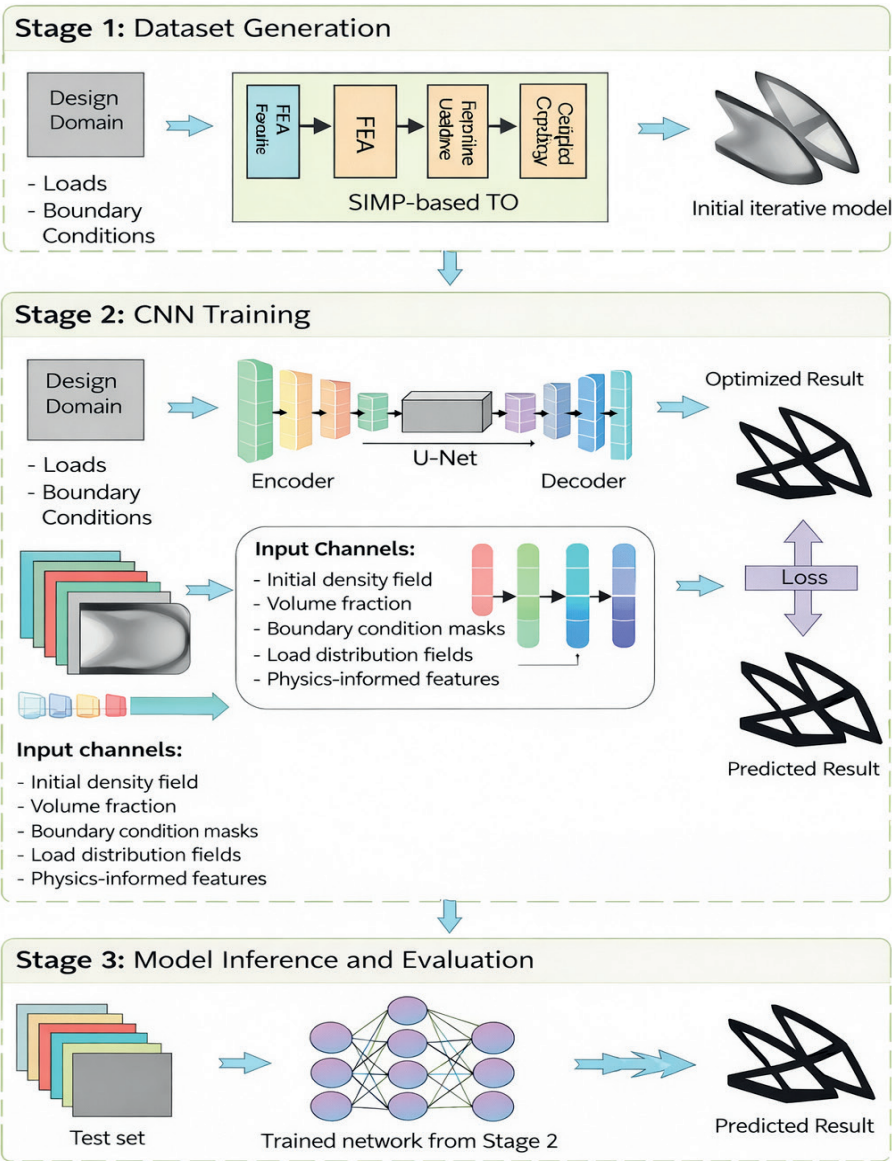 Stage 1: Dataset Generation
Design
Domain
- Loads
- Boundary
Conditions
FEA
FEA
SIMP-based TO
Initial iterative model
Stage 2: CNN Training
Design
Domain
- Loads
- Boundary
Conditions
Encoder
U-Net
Decoder
Optimized Result
Input Channels:
- Initial density field
- Volume fraction
- Boundary condition masks
- Load distribution fields
- Physics-informed features
Loss
Predicted Result
Input channels:
- Initial density field
- Volume fraction
- Boundary condition masks
- Load distribution fields
- Physics-informed features
Stage 3: Model Inference and Evaluation
Test set
Trained network from Stage 2
Predicted Result